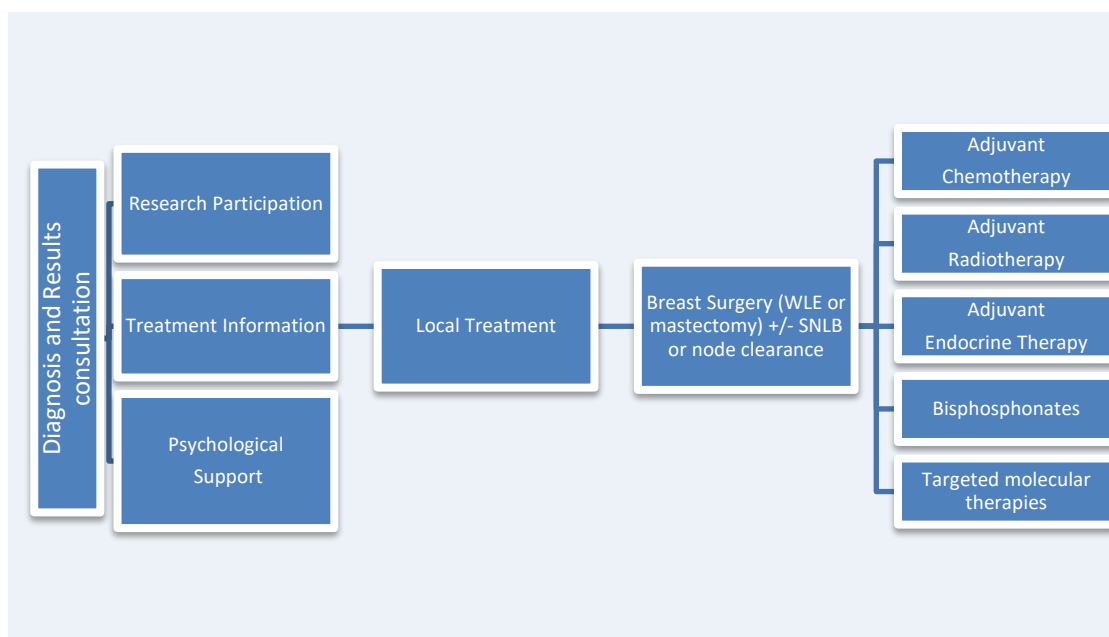 Diagnosis and Results
consultation
Research Participation
Treatment Information
Psychological
Support
Local Treatment
Breast Surgery (WLE or
mastectomy) +/- SNLB
or node clearance
Adjuvant
Chemotherapy
Adjuvant
Radiotherapy
Adjuvant
Endocrine Therapy
Bisphosphonates
Targeted molecular
therapies